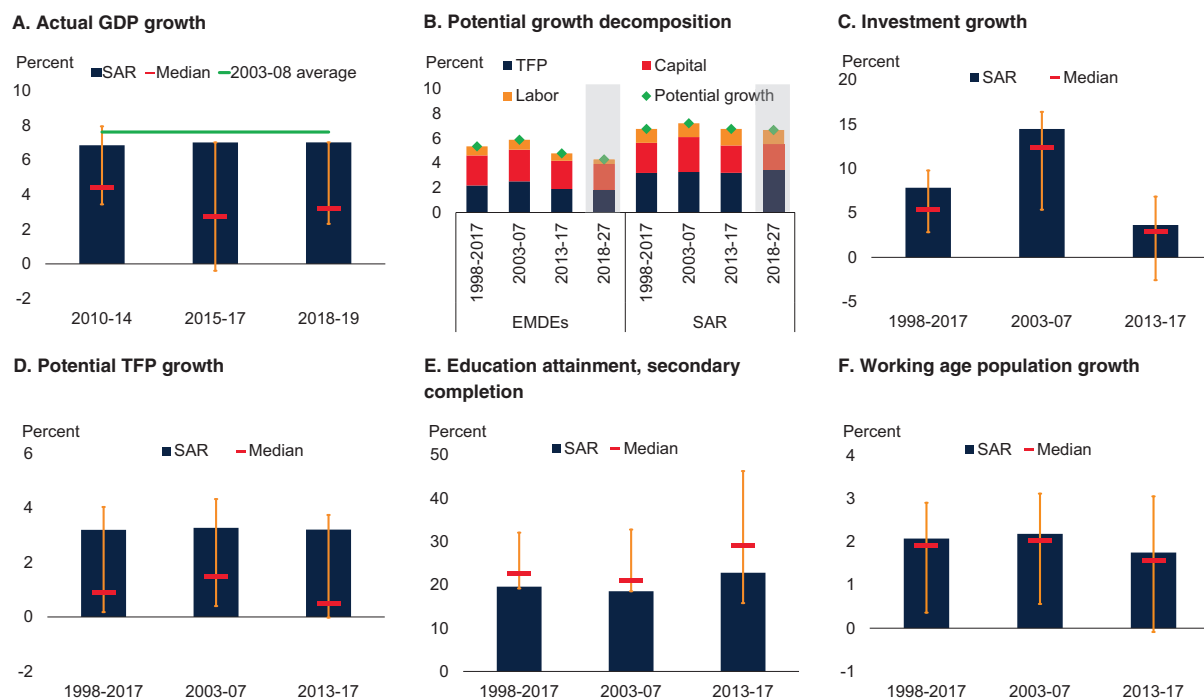 A. Actual GDP growth
Percent
SAR Median 2003-08 average
10
8
6
4
2
0
-2
2010-14 2015-17 2018-19
B. Potential growth decomposition
Percent
TFP Capital
Labor Potential growth
10
8
6
4
2
0
1998-2017 2003-07 2013-17 2018-27 1998-2017 2003-07 2013-17 2018-27
EMDEs SAR
C. Investment growth
Percent
SAR Median
20
15
10
5
0
-5
1998-2017 2003-07 2013-17
D. Potential TFP growth
Percent
SAR Median
6
4
2
0
-2
1998-2017 2003-07 2013-17
E. Education attainment, secondary
completion
Percent
SAR Median
50
40
30
20
10
0
1998-2017 2003-07 2013-17
F. Working age population growth
Percent
SAR Median
4
3
2
1
0
-1
1998-2017 2003-07 2013-17